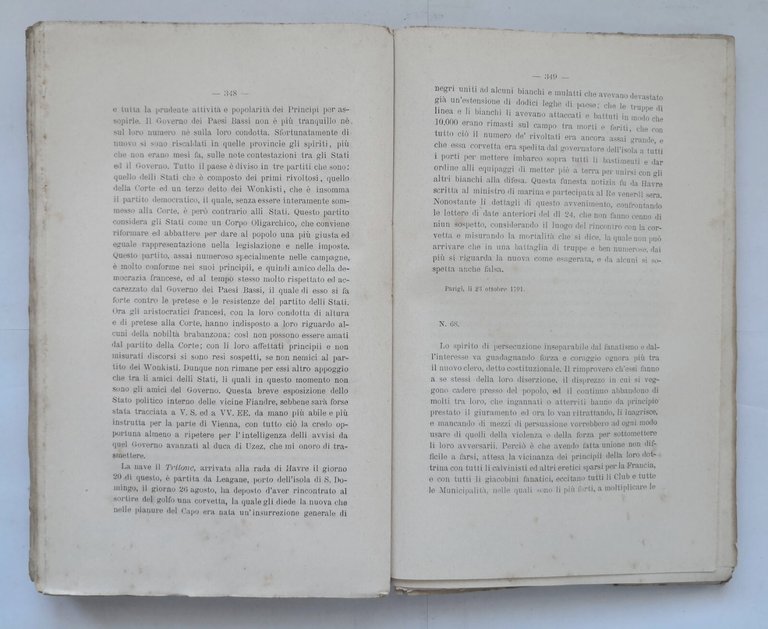 — 348 —
e tutta la prudente attività e popolarità dei Principi per as-
sopirle. Il Governo dei Paesi Bassi non è più tranquillo nè
sul loro numero nè sulla loro condotta. Sfortunatamente di
nuovo si sono riscaldati in quelle provincie gli spiriti, più
che non erano mesi fa, sulle note contestazioni tra gli Stati
ed il Governo. Tutto il paese è diviso in tre partiti che sono:
quello delli Stati che è composto dei primi rivoltosi, quello
della Corte ed un terzo detto dei Wonkisti, che è insomma
il partito democratico, il quale, senza essere interamente som-
messo alla Corte, è però contrario alli Stati. Questo partito
considera gli Stati come un Corpo Oligarchico, che conviene
riformare ed abbattere per dare al popolo una più giusta ed
eguale rappresentazione nella legislazione e nelle imposte.
Questo partito, assai numeroso specialmente nelle campagne,
è molto conforme nei suoi principii, e quindi amico della de-
mocrazia francese, ed al tempo stesso molto rispettato ed ac-
carezzato dal Governo dei Paesi Bassi, il quale di esso si fa
forte contro le pretese e le resistenze del partito delli Stati.
Ora gli aristocratici francesi, con la loro condotta di altura
e di pretese alla Corte, hanno indisposto a loro riguardo al-
cuni della nobiltà brabanzona; così non possono essere amati
dal partito della Corte; con li loro affettati principii e non
misurati discorsi si sono resi sospetti, se non nemici al par-
tito dei Wonkisti. Dunque non rimane per essi altro appoggio
che tra li amici delli Stati, li quali in questo momento non
sono gli amici del Governo. Questa breve esposizione dello
Stato politico interno delle vicine Fiandre, sebbene sarà forse
stata tracciata a V. S. ed a VV. EE. da mano più abile e più
instrutta per la parte di Vienna, con tutto ciò la credo op-
portuna almeno a ripetere per l'intelligenza delli avvisi da
quel Governo avanzati al duca di Uzez, che mi onoro di tra-
smettere.
La nave il Tritone, arrivata alla rada di Havre il giorno
20 di questo, è partita da Leagane, porto dell'isola di S. Do-
mingo, il giorno 26 agosto, ha deposto d'aver rincontrato al
sortire del golfo una corvetta, la quale gli diede la nuova che
nelle pianure del Capo era nata un'insurrezione generale di
— 349 —
negri uniti ad alcuni bianchi e mulatti che avevano devastato
già un'estensione di dodici leghe di paese; che le truppe di
linea e li bianchi li avevano attaccati e battuti in modo che
10,000 erano rimasti sul campo tra morti e feriti, che con
tutto ciò il numero de' rivoltati era ancora assai grande, e
che essa corvetta era spedita dal governatore dell'isola a tutti
i porti per mettere imbarco sopra tutti li bastimenti e dar
ordine alli equipaggi di metter piè a terra per unirsi con gli
altri bianchi alla difesa. Questa funesta notizia fu da Havre
scritta al ministro di marina e partecipata al Re venerdì sera.
Nonostante li dettagli di questo avvenimento, confrontando
le lettere di date anteriori del dì 24, che non fanno cenno di
niun sospetto, considerando il luogo del rincontro con la cor-
vetta e misurando la mortalità che si dice, la quale non può
arrivare che in una battaglia di truppe e ben numerose, dai
più si riguarda la nuova come esagerata, e da alcuni si so-
spetta anche falsa.
Parigi, li 23 ottobre 1791.
N. 68.
Lo spirito di persecuzione inseparabile dal fanatismo e dal-
l'interesse va guadagnando forza e coraggio ognora più tra
il nuovo clero, detto costituzionale. Il rimprovero ch'essi fanno
a se stessi della loro diserzione, il disprezzo in cui si veg-
gono cadere presso del popolo, ed il continuo abbandono di
molti tra loro, che ingannati o atterriti hanno da principio
prestato il giuramento ed ora lo van ritrattando, li inagrisce,
e mancando di mezzi di persuasione vorrebbero ad ogni modo
usare di quelli della violenza e della forza per sottomettere
li loro avversarii. Perciò è che avendo fatta unione non dif-
ficile a farsi, attesa la vicinanza dei principii della loro dot-
trina con tutti li calvinisti ed altri eretici sparsi per la Francia,
e con tutti li giacobini fanatici, eccitano tutti li Club e tutte
le Municipalità, nelle quali sono li più forti, a moltiplicare le